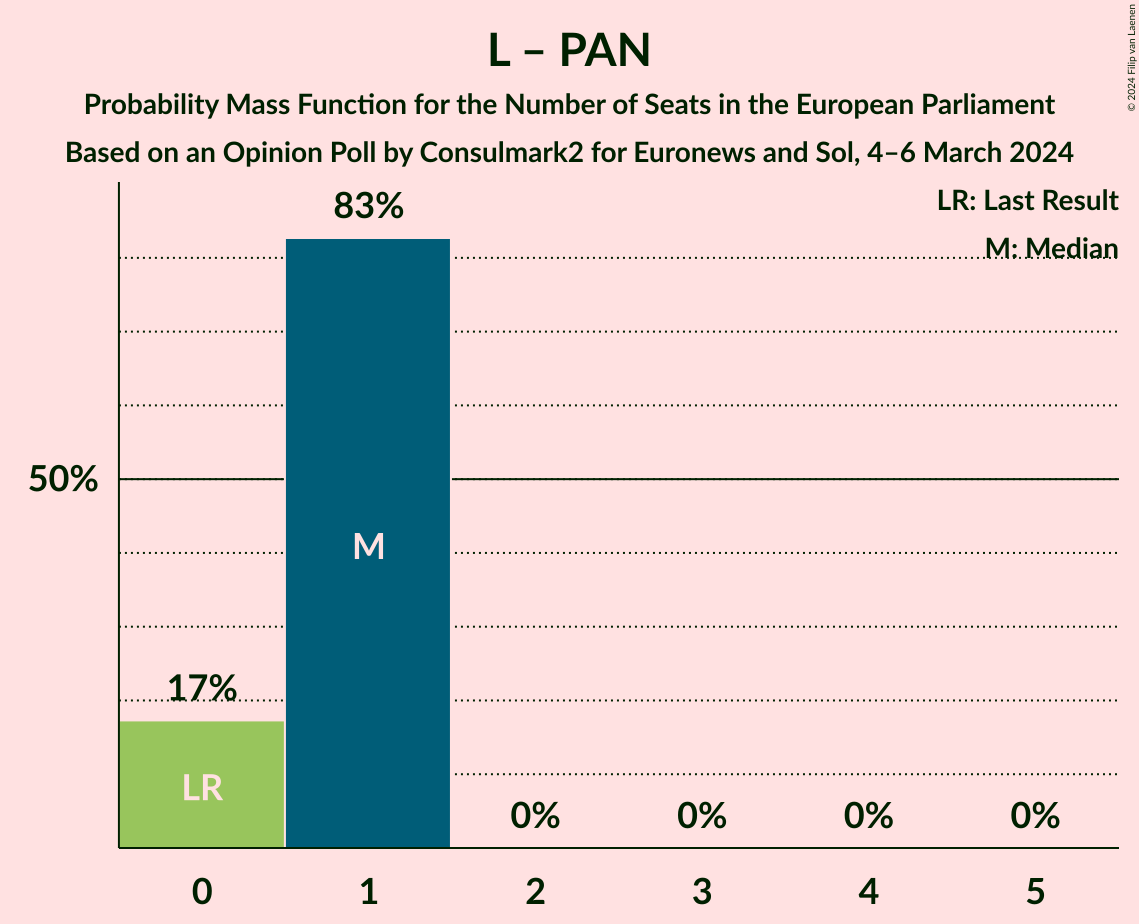 L – PAN
Probability Mass Function for the Number of Seats in the European Parliament
Based on an Opinion Poll by Consulmark2 for Euronews and Sol, 4–6 March 2024
© 2024 Filip van Laenen
LR: Last Result
M: Median
83%
50%
M
17%
LR
0% 0% 0% 0%
0 1 2 3 4 5